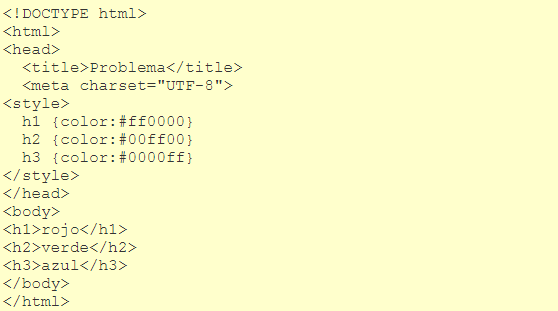 <!DOCTYPE html>
<html>
<head>
  <title>Problema</title>
  <meta charset="UTF-8">
<style>
  h1 {color:#ff0000}
  h2 {color:#00ff00}
  h3 {color:#0000ff}
</style>
</head>
<body>
<h1>rojo</h1>
<h2>verde</h2>
<h3>azul</h3>
</body>
</html>